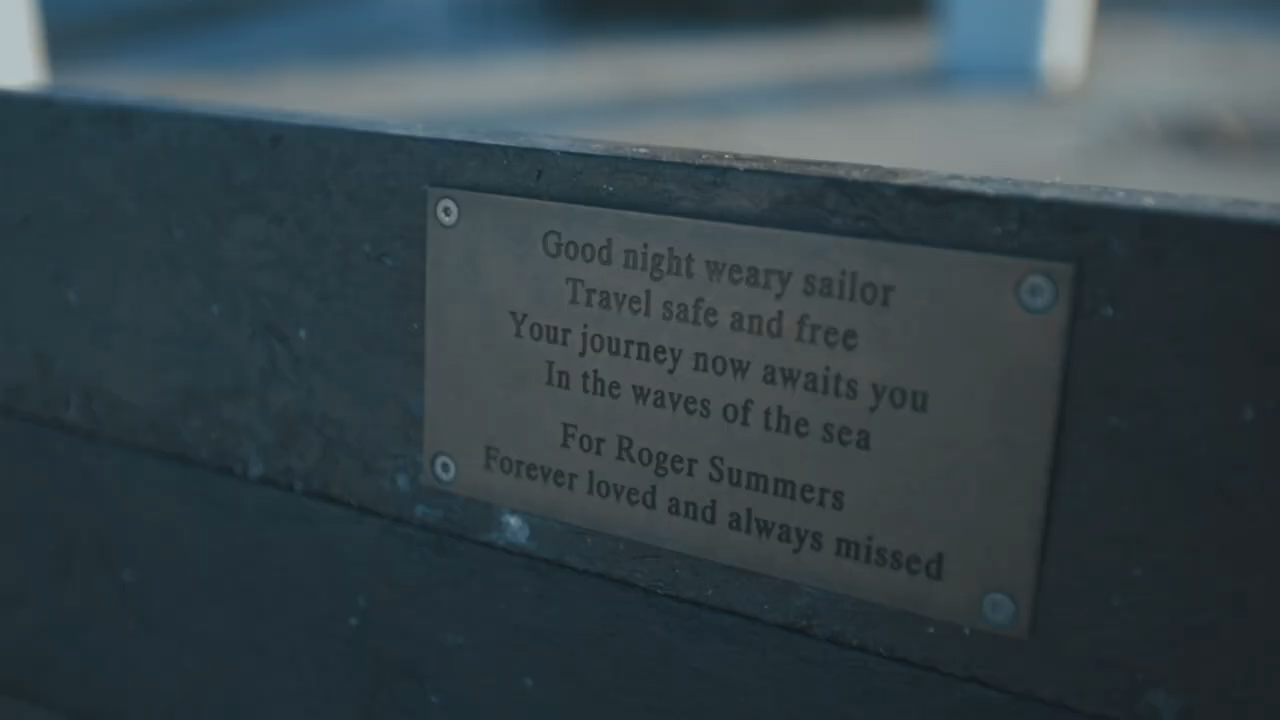 Good night weary sailor
Travel safe and free
Your journey now awaits you
In the waves of the sea
For Roger Summers
Forever loved and always missed